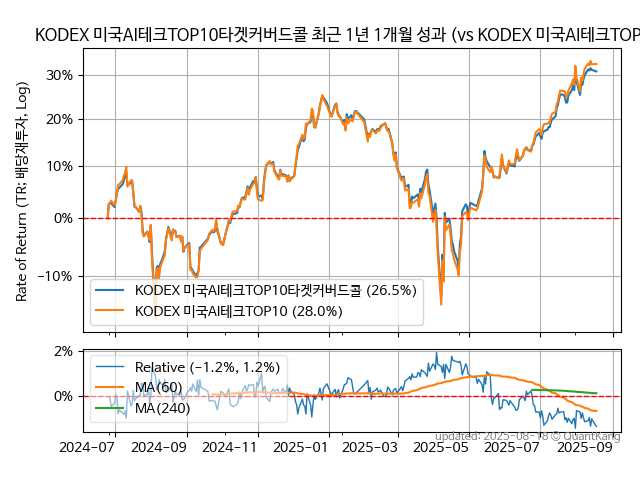 KODEX 미국AI테크TOP10타겟커버드콜 최근 1년 1개월 성과 (vs KODEX 미국AI테크TOP
Rate of Return (TR: 배당재투자, Log)
30%
20%
10%
0%
−10%
KODEX 미국AI테크TOP10타겟커버드콜 (26.5%)
KODEX 미국AI테크TOP10 (28.0%)
2%
0%
Relative (−1.2%, 1.2%)
MA(60)
MA(240)
updated: 2025-08-18 © QuantKang
2024-07 2024-09 2024-11 2025-01 2025-03 2025-05 2025-07 2025-09